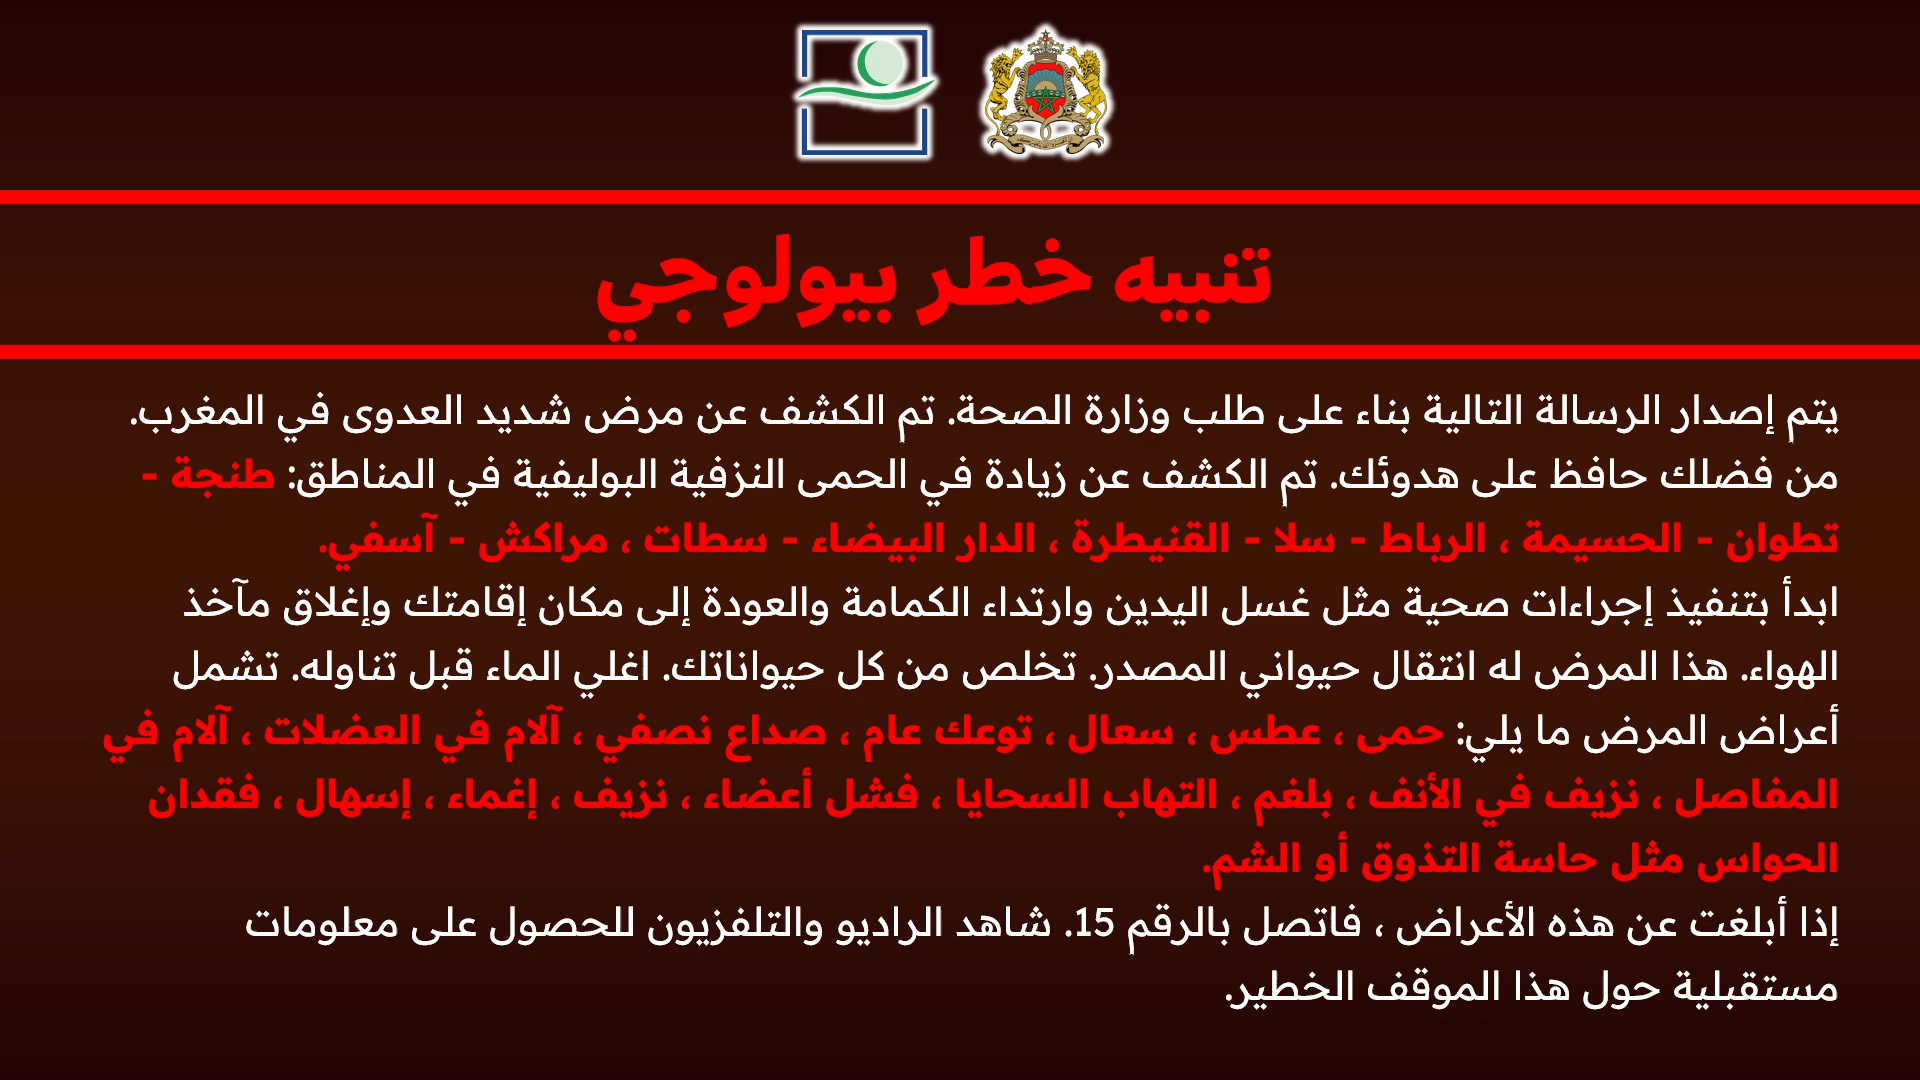 تنبيه خطر بيولوجي
يتم إصدار الرسالة التالية بناء على طلب وزارة الصحة. تم الكشف عن مرض شديد العدوى في المغرب.
من فضلك حافظ على هدوئك. تم الكشف عن زيادة في الحمى النزفية البوليفية في المناطق: طنجة -
تطوان - الحسيمة ، الرباط - سلا - القنيطرة ، الدار البيضاء - سطات ، مراكش - آسفي.
ابدأ بتنفيذ إجراءات صحية مثل غسل اليدين وارتداء الكمامة والعودة إلى مكان إقامتك وإغلاق مآخذ
الهواء. هذا المرض له انتقال حيواني المصدر. تخلص من كل حيواناتك. اغلي الماء قبل تناوله. تشمل
أعراض المرض ما يلي: حمى ، عطس ، سعال ، توعك عام ، صداع نصفي ، آلام في العضلات ، آلام في
المفاصل ، نزيف في الأنف ، بلغم ، التهاب السحايا ، فشل أعضاء ، نزيف ، إغماء ، إسهال ، فقدان
الحواس مثل حاسة التذوق أو الشم.
إذا أبلغت عن هذه الأعراض ، فاتصل بالرقم 15. شاهد الراديو والتلفزيون للحصول على معلومات
مستقبلية حول هذا الموقف الخطير.